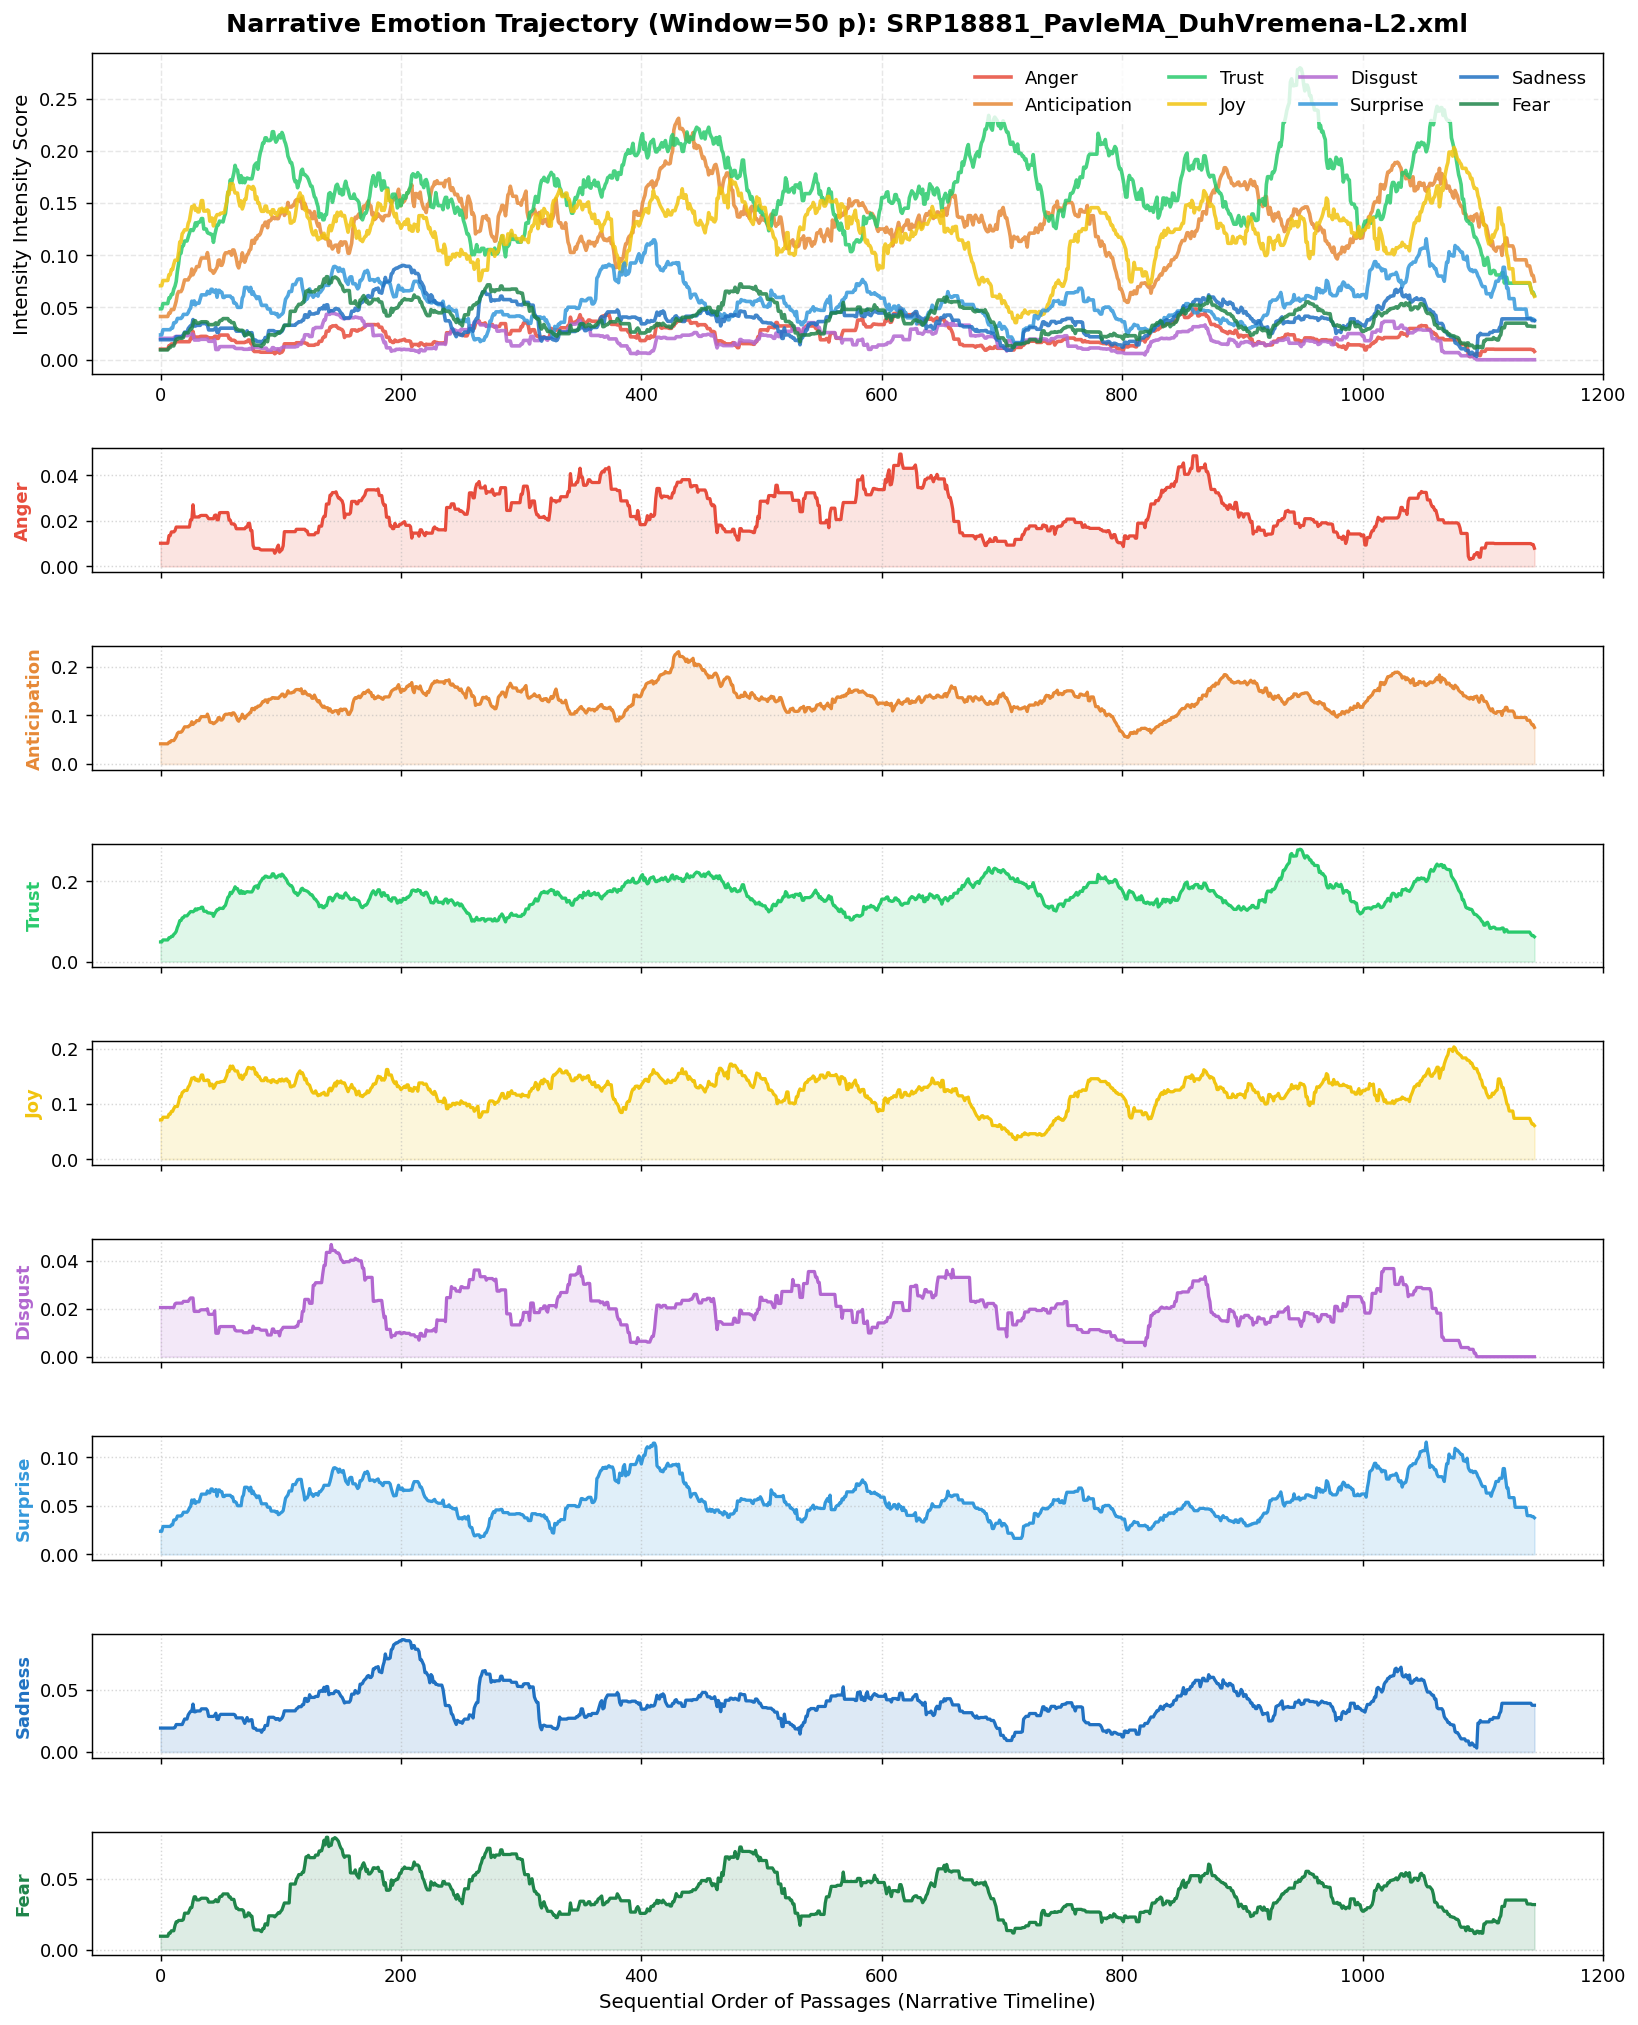 Narrative Emotion Trajectory (Window=50 p): SRP18881_PavleMA_DuhVremena-L2.xml
Intensity Intensity Score
0.25
0.20
0.15
0.10
0.05
0.00
Anger Trust Disgust Sadness
Anticipation Joy Surprise Fear
0 200 400 600 800 1000 1200
Anger
0.04
0.02
0.00
Anticipation
0.2
0.1
0.0
Trust
0.2
0.0
Joy
0.2
0.1
0.0
Disgust
0.04
0.02
0.00
Surprise
0.10
0.05
0.00
Sadness
0.05
0.00
Fear
0.05
0.00
0 200 400 600 800 1000 1200
Sequential Order of Passages (Narrative Timeline)